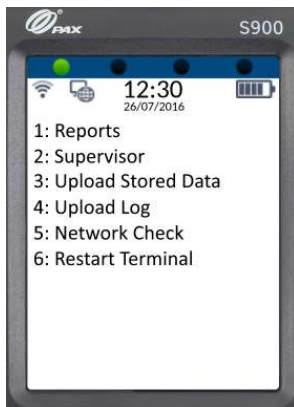 PAX
S900
12:30
26/07/2016
1: Reports
2: Supervisor
3: Upload Stored Data
4: Upload Log
5: Network Check
6: Restart Terminal